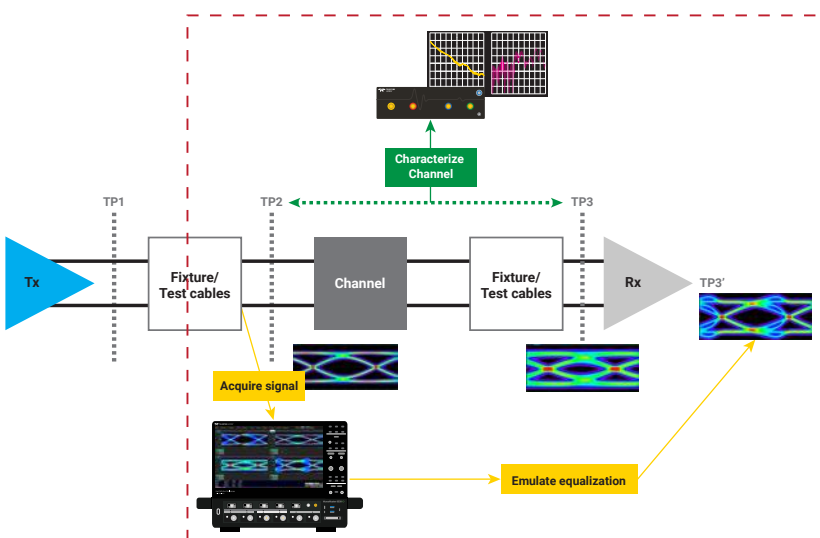 Characterize
Channel
TP1
TP2
TP3
Tx
Fixture/
Test cables
Channel
Fixture/
Test cables
Rx
TP3’
Acquire signal
Emulate equalization